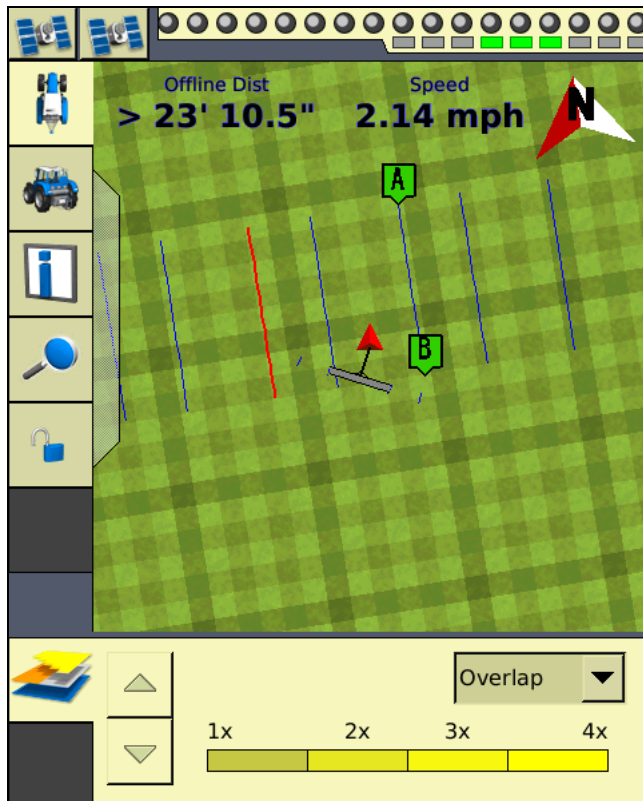 Offline Dist
> 23' 10.5"
Speed
2.14 mph
N
A
B
Overlap
1x 2x 3x 4x